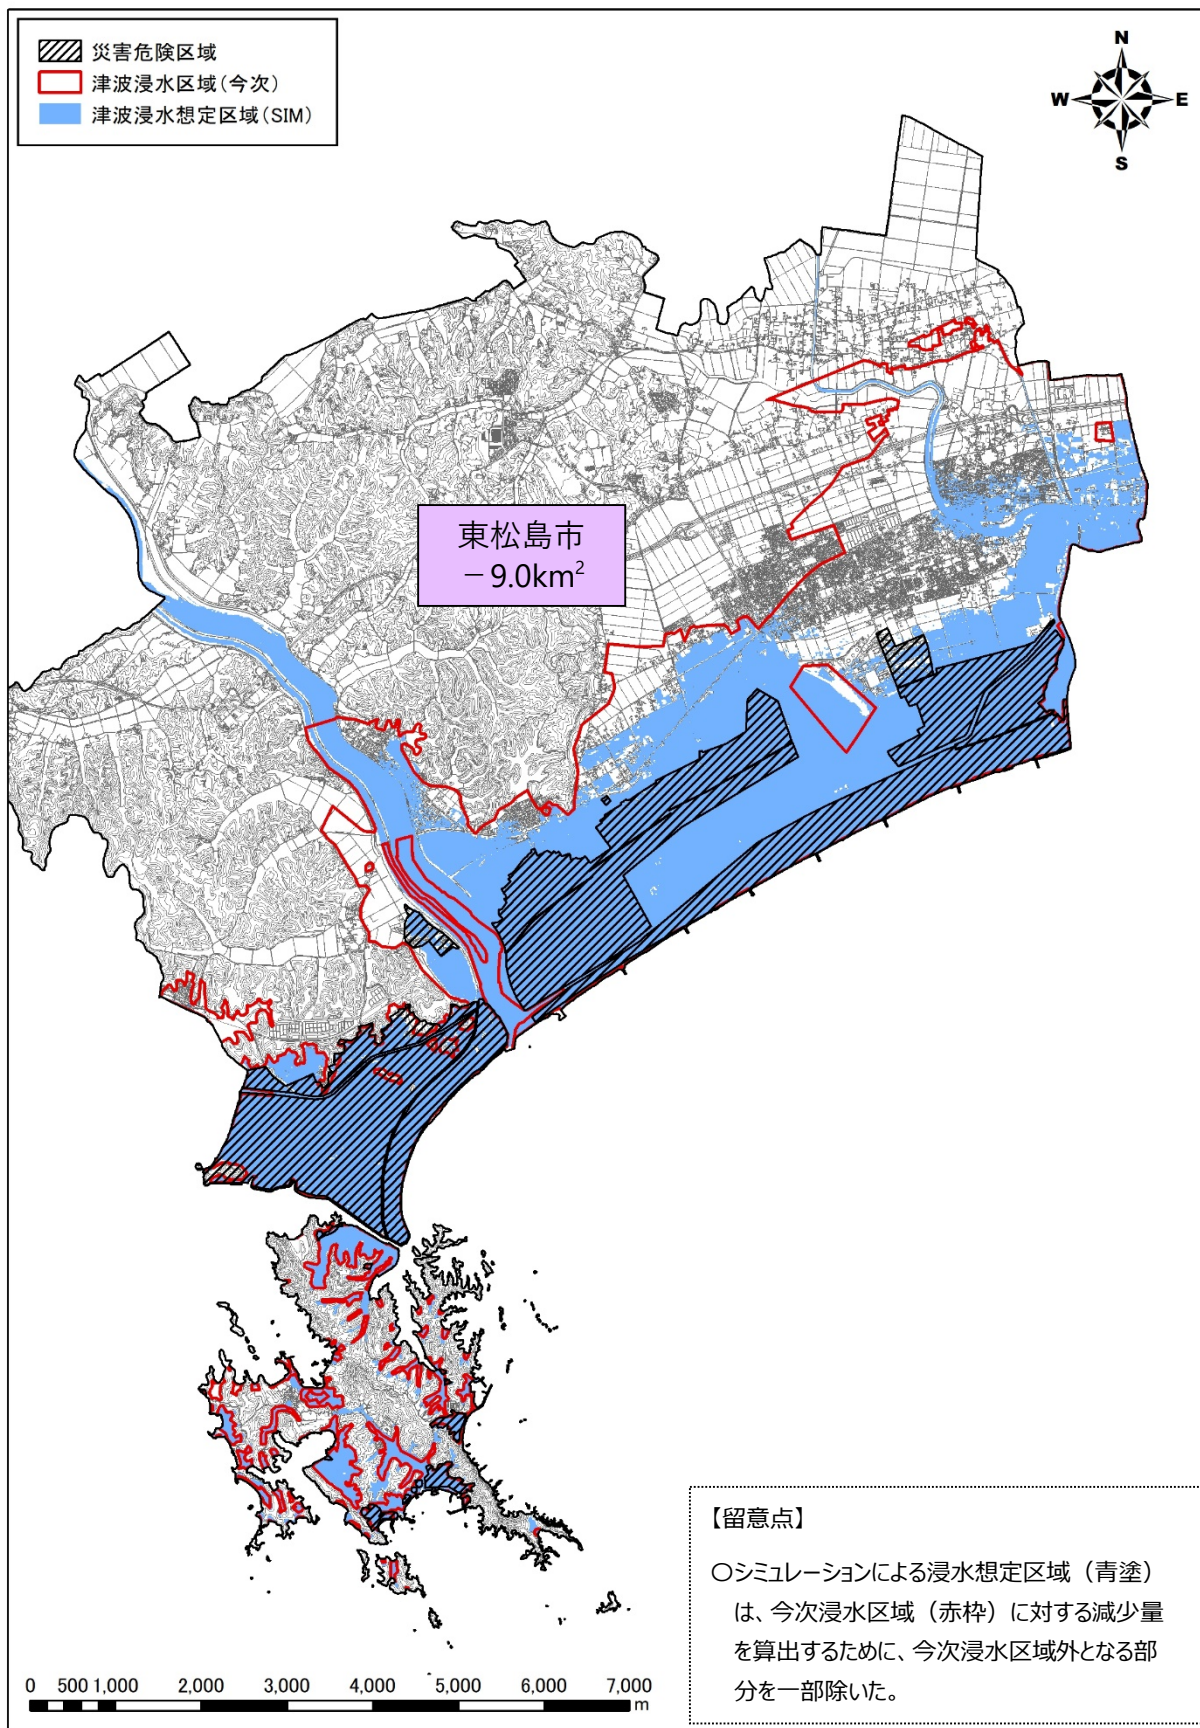 災害危険区域
津波浸水区域(今次)
津波浸水想定区域(SIM)
N
W E
S
東松島市
－9.0km²
【留意点】
〇シミュレーションによる浸水想定区域（青塗）
は、今次浸水区域（赤枠）に対する減少量
を算出するために、今次浸水区域外となる部
分を一部除いた。
0 500 1,000 2,000 3,000 4,000 5,000 6,000 7,000
m